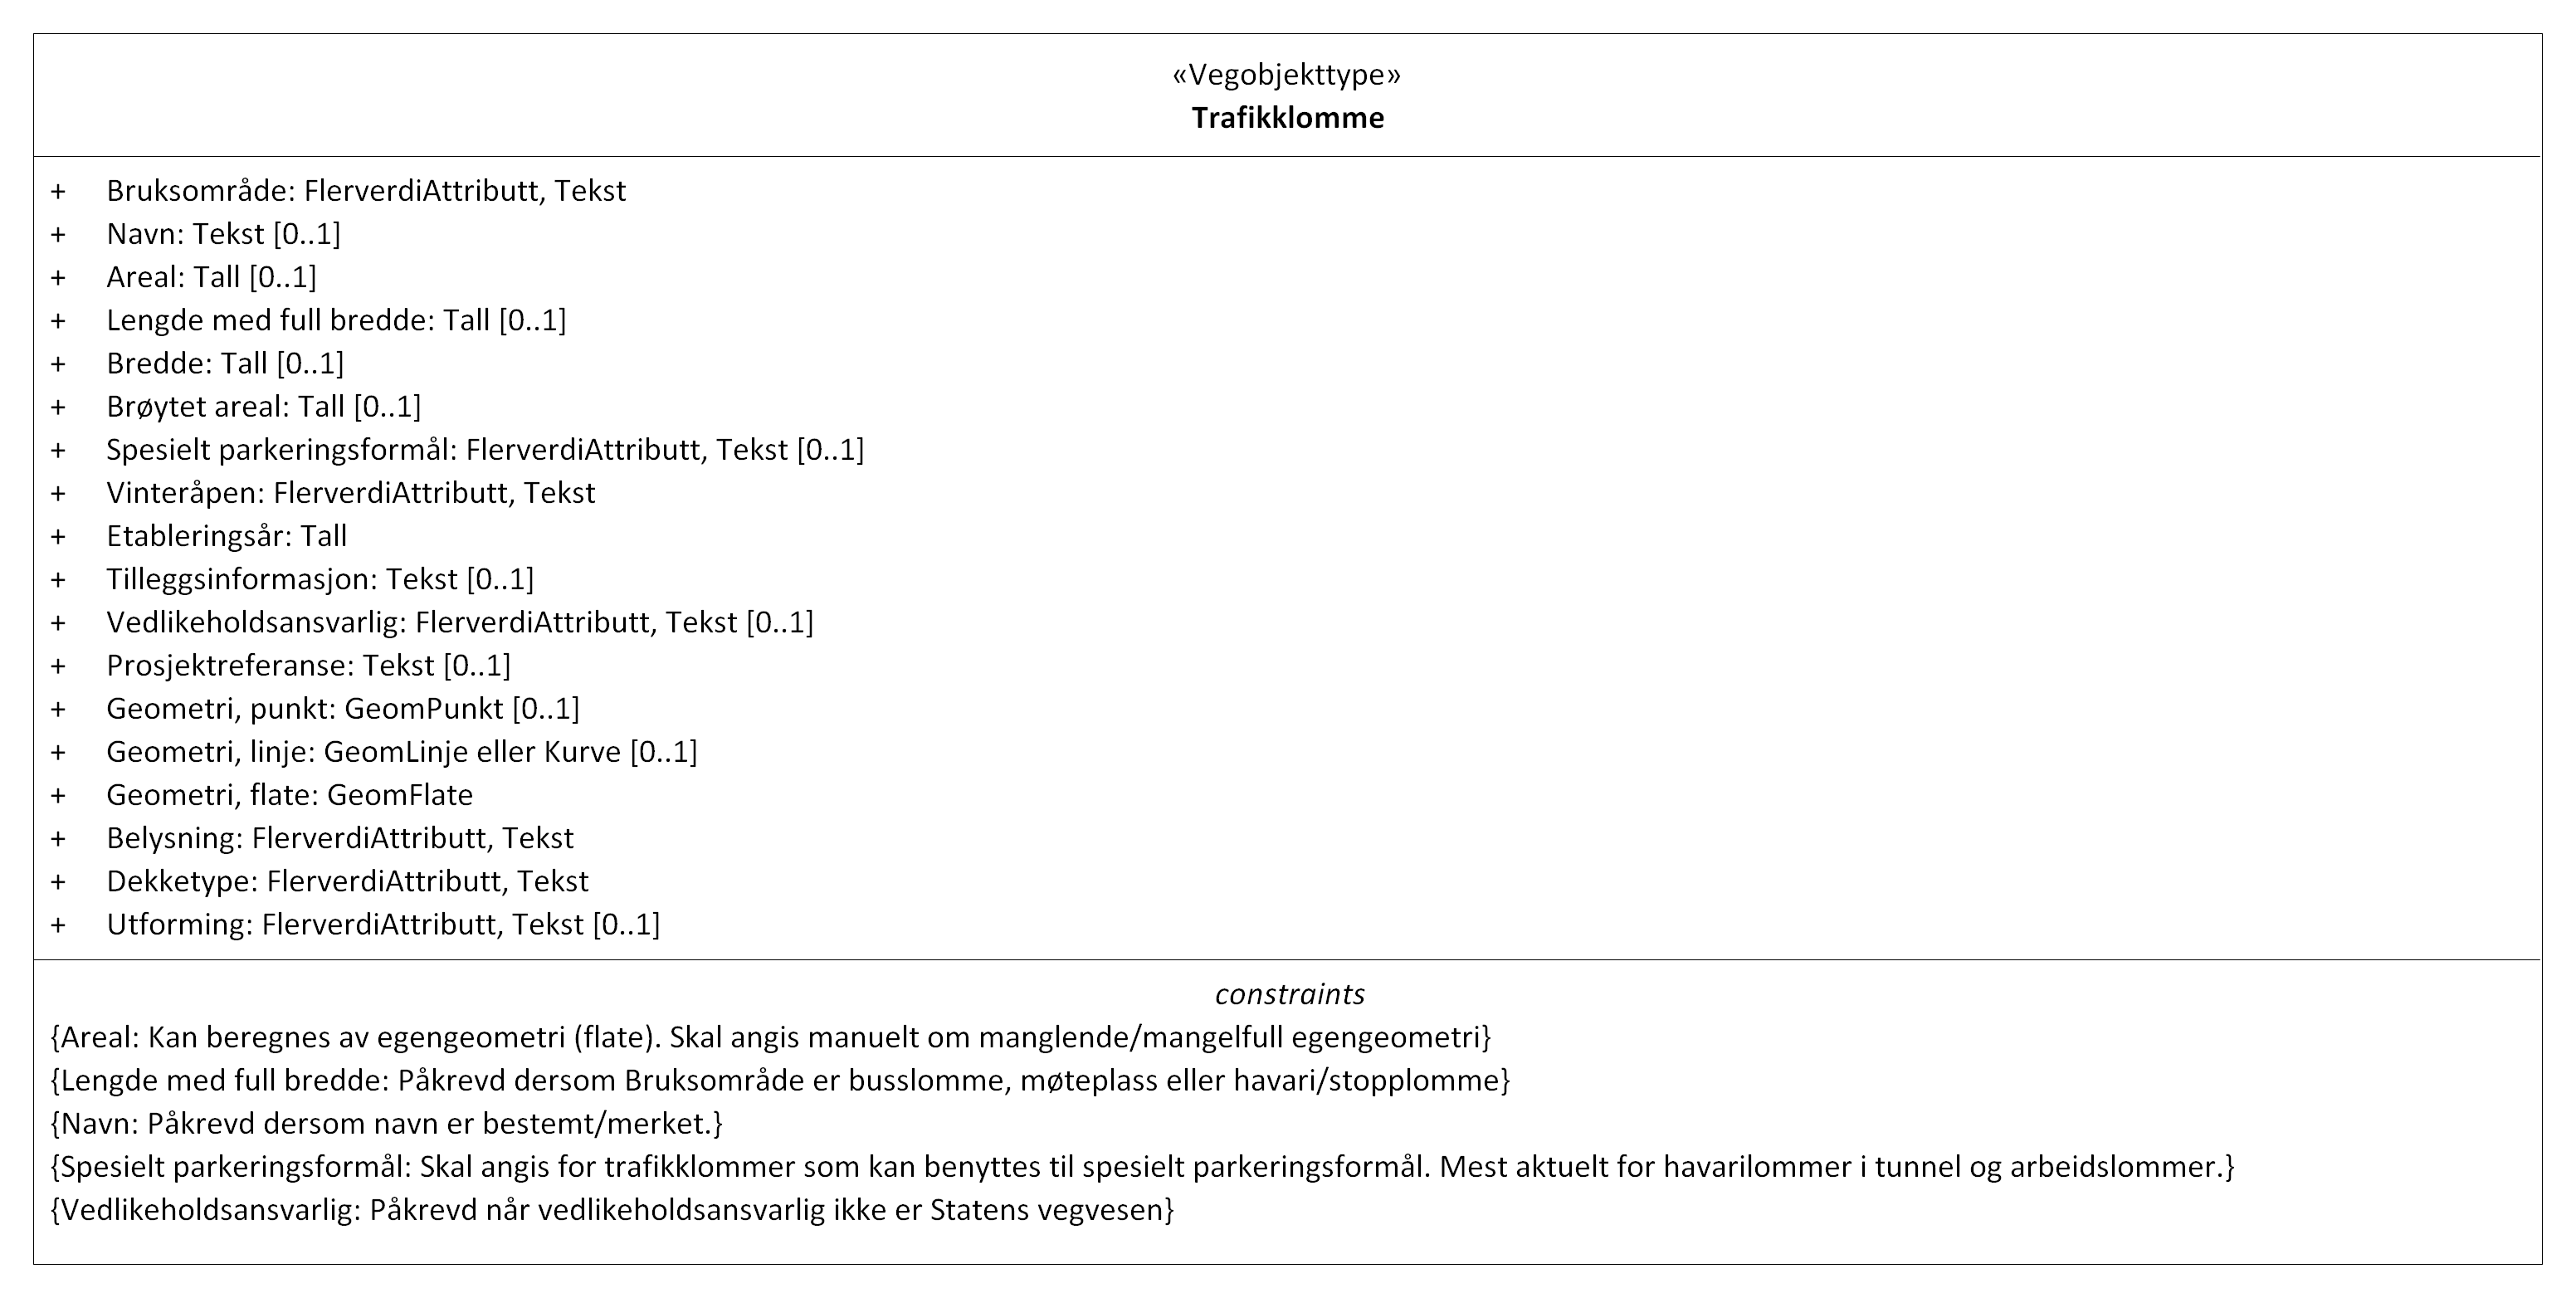 «Vegobjekttype»
Trafikklomme
+ Bruksområde: FlerverdiAttributt, Tekst
+ Navn: Tekst [0..1]
+ Areal: Tall [0..1]
+ Lengde med full bredde: Tall [0..1]
+ Bredde: Tall [0..1]
+ Brøytet areal: Tall [0..1]
+ Spesielt parkeringsformål: FlerverdiAttributt, Tekst [0..1]
+ Vinteråpen: FlerverdiAttributt, Tekst
+ Etableringsår: Tall
+ Tilleggsinformasjon: Tekst [0..1]
+ Vedlikeholdsansvarlig: FlerverdiAttributt, Tekst [0..1]
+ Prosjektreferanse: Tekst [0..1]
+ Geometri, punkt: GeomPunkt [0..1]
+ Geometri, linje: GeomLinje eller Kurve [0..1]
+ Geometri, flate: GeomFlate
+ Belysning: FlerverdiAttributt, Tekst
+ Dekketype: FlerverdiAttributt, Tekst
+ Utforming: FlerverdiAttributt, Tekst [0..1]
constraints
{Areal: Kan beregnes av egengeometri (flate). Skal angis manuelt om manglende/mangelfull egengeometri}
{Lengde med full bredde: Påkrevd dersom Bruksområde er busslomme, møteplass eller havari/stopplomme}
{Navn: Påkrevd dersom navn er bestemt/merket.}
{Spesielt parkeringsformål: Skal angis for trafikklommer som kan benyttes til spesielt parkeringsformål. Mest aktuelt for havarilommer i tunnel og arbeidslommer.}
{Vedlikeholdsansvarlig: Påkrevd når vedlikeholdsansvarlig ikke er Statens vegvesen}